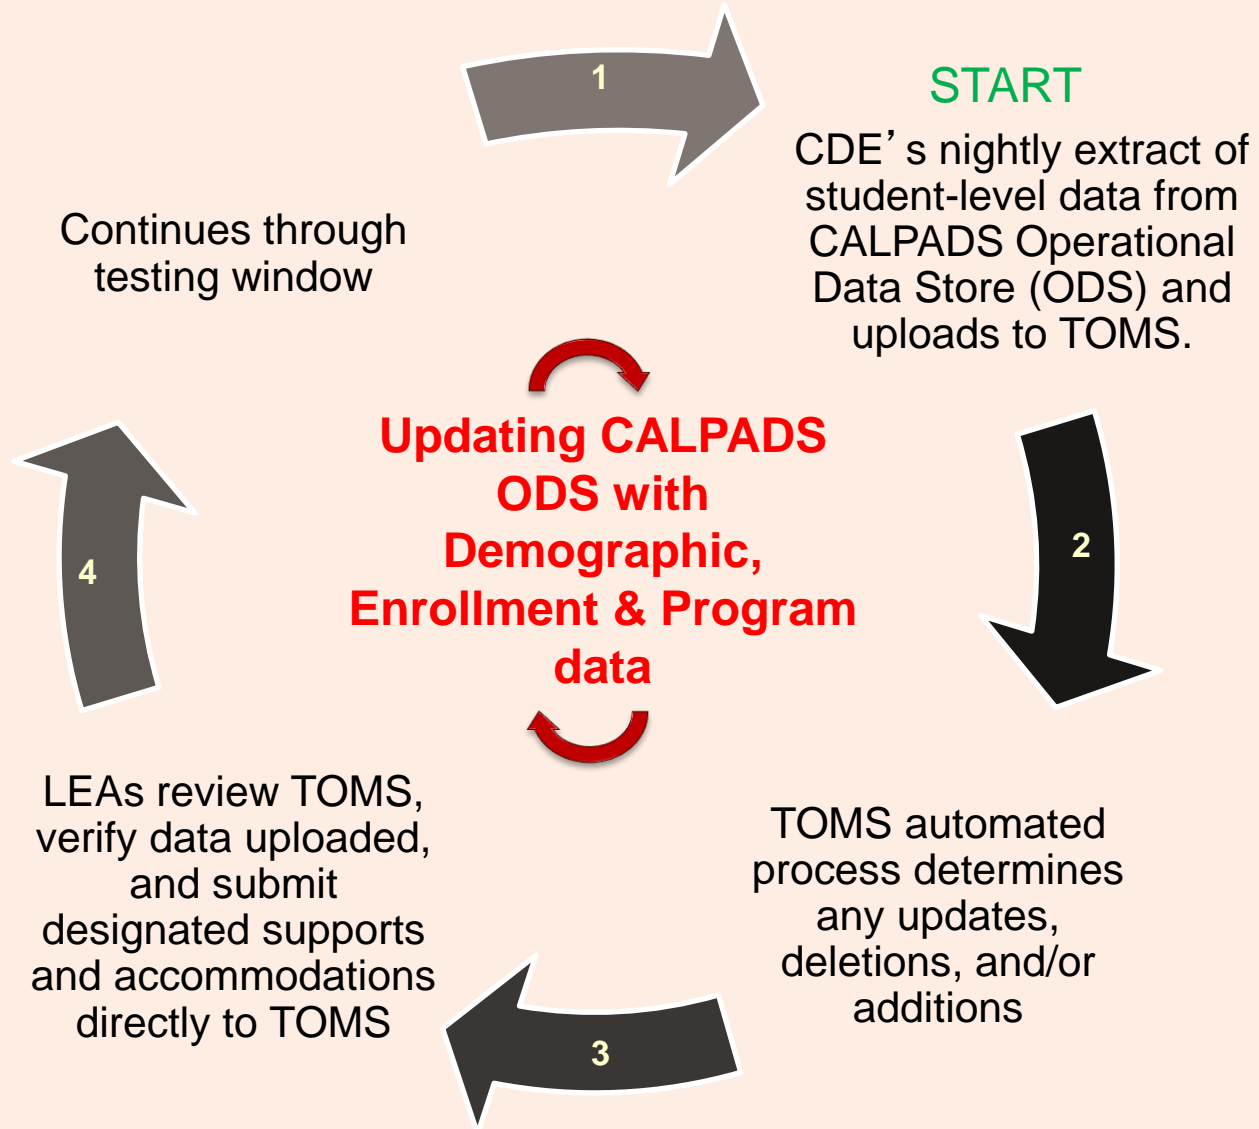 1
START
CDE’s nightly extract of
student-level data from
CALPADS Operational
Data Store (ODS) and
uploads to TOMS.
2
TOMS automated
process determines
any updates,
deletions, and/or
additions
3
LEAs review TOMS,
verify data uploaded,
and submit
designated supports
and accommodations
directly to TOMS
4
Continues through
testing window
Updating CALPADS
ODS with
Demographic,
Enrollment & Program
data